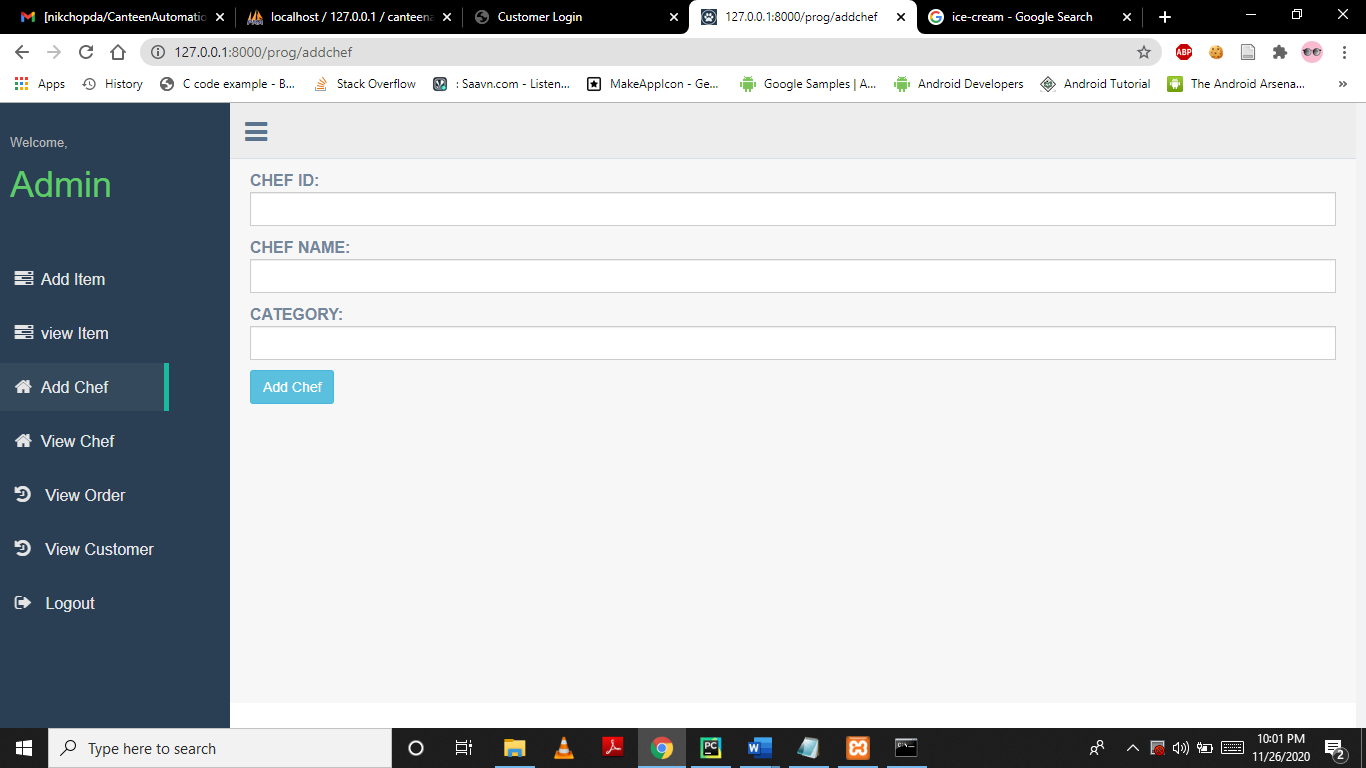 [nikchopda/CanteenAutomatio
localhost / 127.0.0.1 / canteena
Customer Login
127.0.0.1:8000/prog/addchef
ice-cream - Google Search
127.0.0.1:8000/prog/addchef
ABP
Apps
History
C code example - B...
Stack Overflow
: Saavn.com - Listen...
MakeAppIcon - Ge...
Google Samples | A...
Android Developers
Android Tutorial
The Android Arsena...
»
Welcome,
Admin
Add Item
view Item
Add Chef
View Chef
View Order
View Customer
Logout
CHEF ID:
CHEF NAME:
CATEGORY:
Add Chef
Type here to search
PC
W
10:01 PM
11/26/2020
2